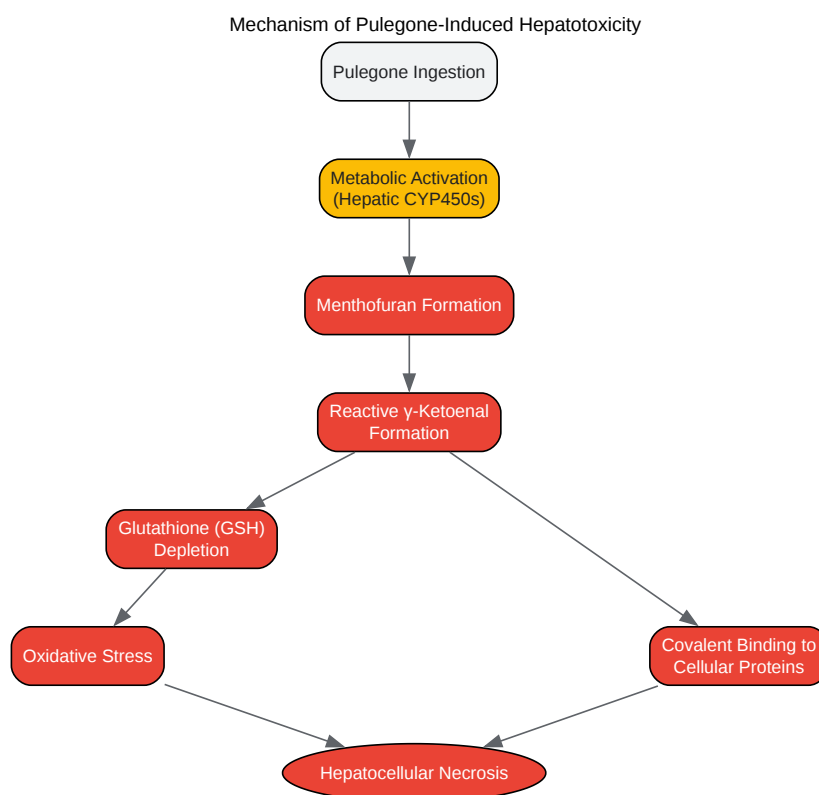 Mechanism of Pulegone-Induced Hepatotoxicity
Pulegone Ingestion
Metabolic Activation
(Hepatic CYP450s)
Menthofuran Formation
Reactive γ-Ketoenal
Formation
Glutathione (GSH)
Depletion
Oxidative Stress
Covalent Binding to
Cellular Proteins
Hepatocellular Necrosis